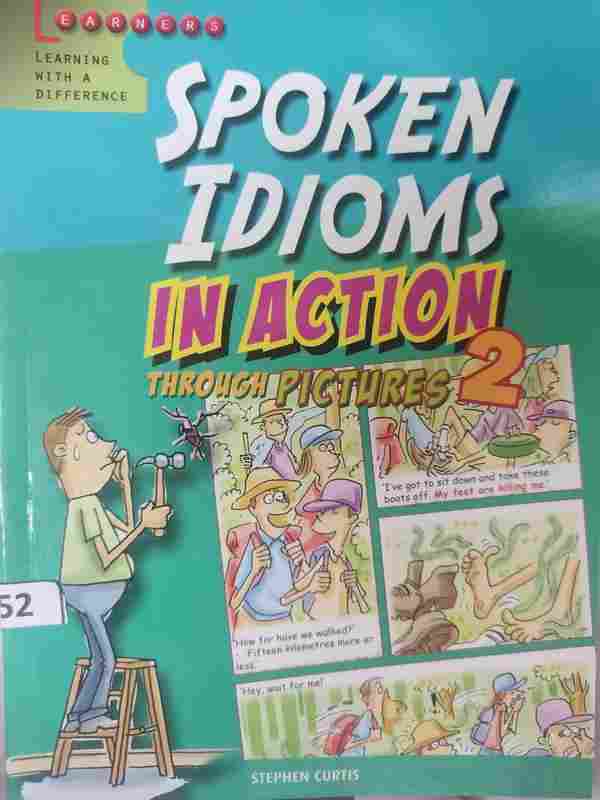 LEARNERS
LEARNING
WITH A
DIFFERENCE
SPOKEN
IDIOMS
IN ACTION
THROUGH PICTURES 2
'I've got to sit down and take these
boots off. My feet are killing me.'
'How far have we walked?'
- Fifteen kilometres more or
less.
'Hey, wait for me!'
52
STEPHEN CURTIS